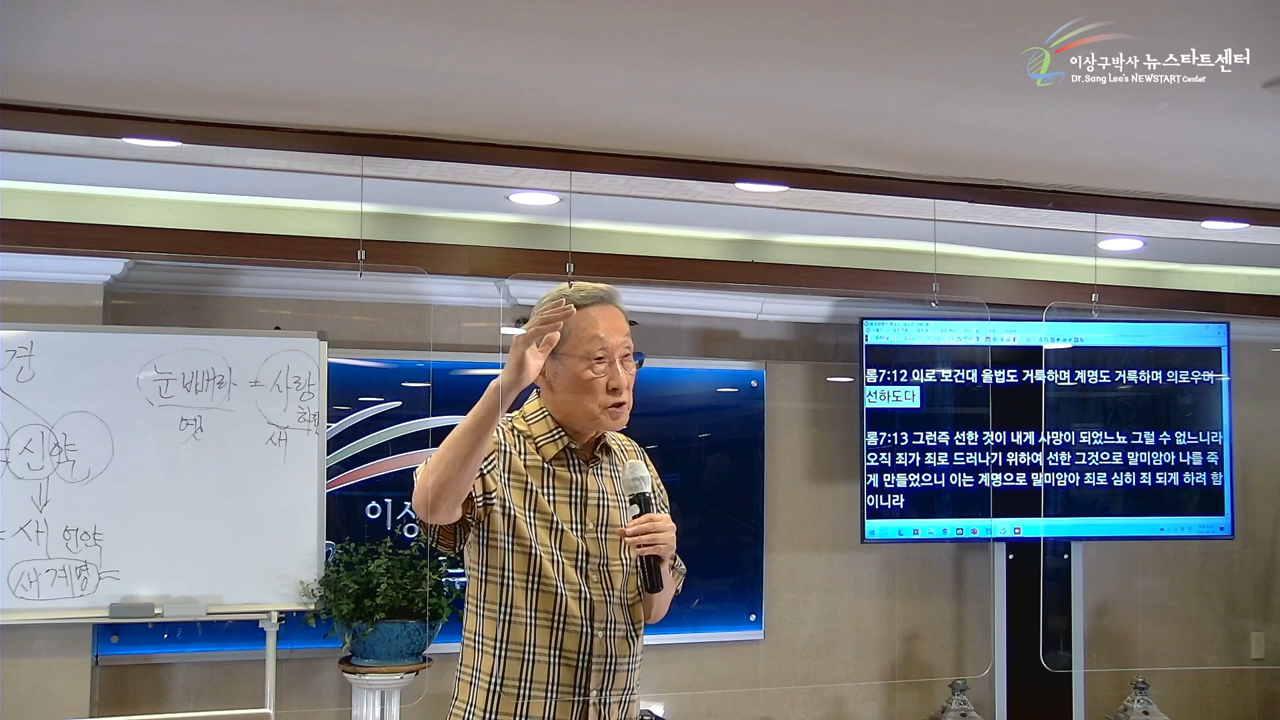 이상구박사 뉴스타트센터
Dr. Sang Lee's NEWSTART Center
눈 빼라 = 사랑
옛
새
신약
새 언약
새 계명 =
이상
롬7:12 이로 보건대 율법도 거룩하며 계명도 거룩하며 의로우며
선하도다
롬7:13 그런즉 선한 것이 내게 사망이 되었느뇨 그럴 수 없느니라
오직 죄가 죄로 드러나기 위하여 선한 그것으로 말미암아 나를 죽
게 만들었으니 이는 계명으로 말미암아 죄로 심히 죄 되게 하려 함
이니라